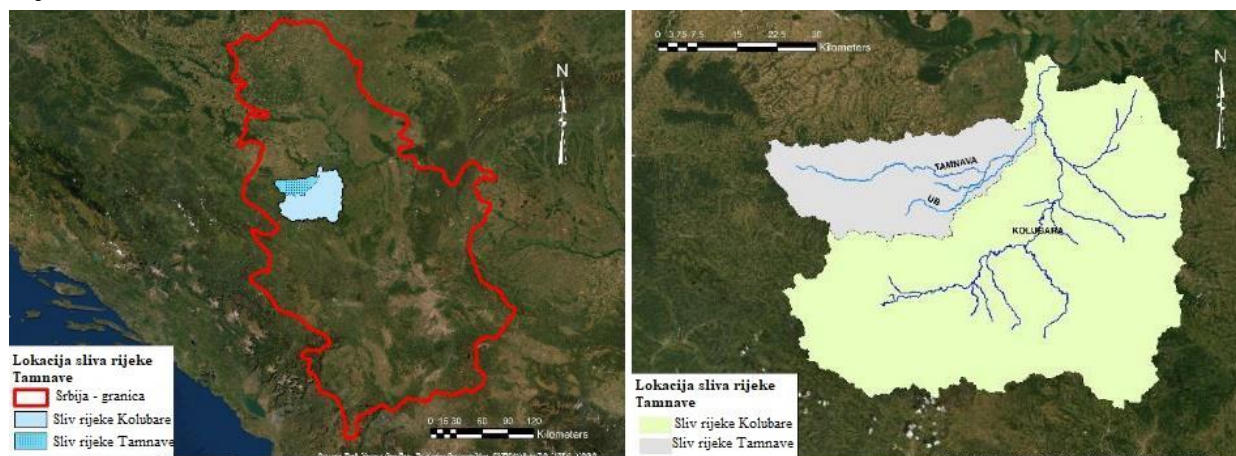 N
Lokacija sliva rijeke
Tamnave
Srbija - granica
Sliv rijeke Kolubare
Sliv rijeke Tamnave
0 15 30 60 90 120
Kilometers
0 3,75 7,5 15 22,5 30
Kilometers
N
TAMNAVA
UB
KOLUBARA
Lokacija sliva rijeke
Tamnave
Sliv rijeke Kolubare
Sliv rijeke Tamnave